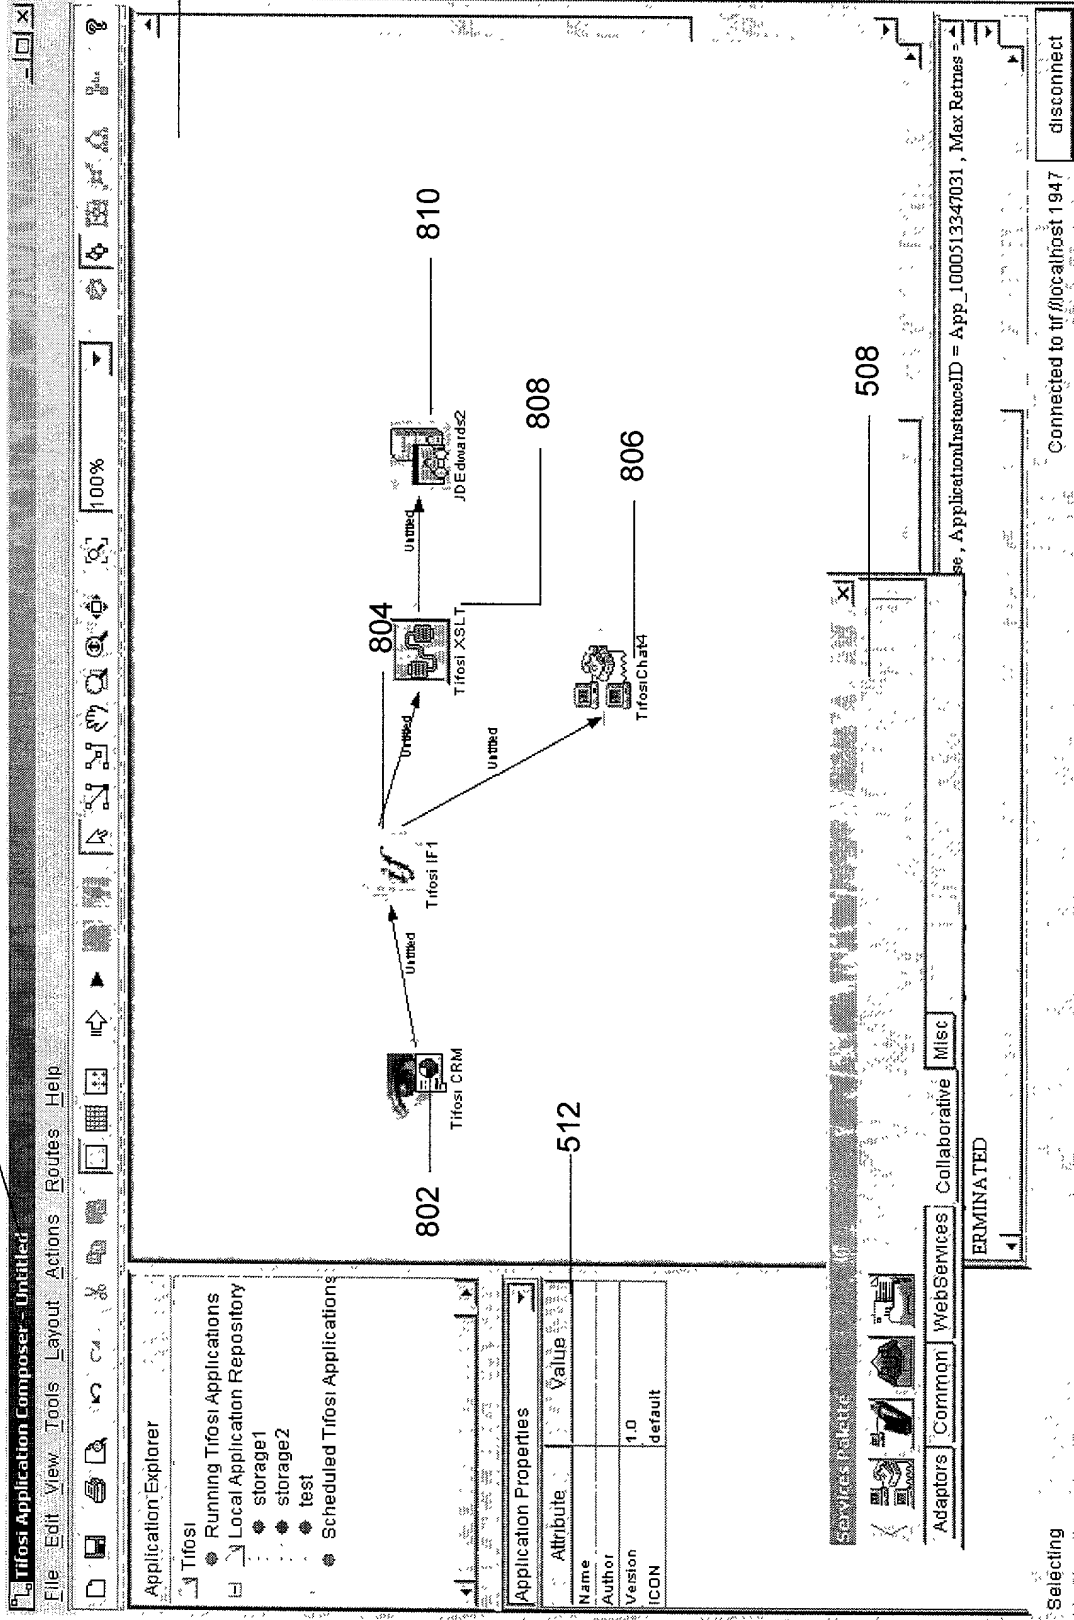 Tifosi Application Composer - Untitled
File Edit View Tools Layout Actions Routes Help
100%
Application Explorer
Tifosi
Running Tifosi Applications
Local Application Repository
storage1
storage2
test
Scheduled Tifosi Applications
Application Properties
Attribute Value
Name
Author
Version 1.0
ICON default
512
802
Tifosi CRM
Untitled
Tifosi IF1
Untitled
Untitled
804
Tifosi XSLT
808
Untitled
JDEdwards2
810
TifosiChat4
806
Services palette
508
Adaptors Common WebServices Collaborative Misc
se , ApplicationInstanceID = App_1000513347031 , Max Retries =
ERMINATED
Selecting
Connected to tif //localhost 1947
disconnect